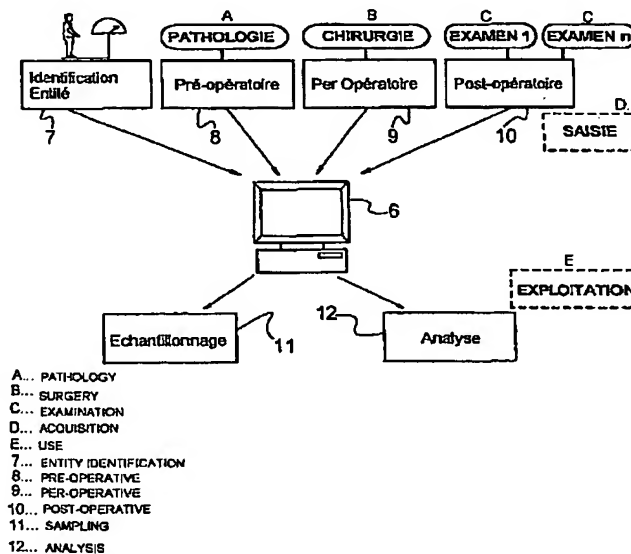 A B C C
PATHOLOGIE CHIRURGIE EXAMEN 1 EXAMEN n
Identification Entité
Pré-opératoire
Per Opératoire
Post-opératoire
7 8 9 10
D.
SAISIE
6
E
EXPLOITATION
Echantillonnage
11
12
Analyse
A... PATHOLOGY
B... SURGERY
C... EXAMINATION
D... ACQUISITION
E... USE
7... ENTITY IDENTIFICATION
8... PRE-OPERATIVE
9... PER-OPERATIVE
10... POST-OPERATIVE
11... SAMPLING
12... ANALYSIS